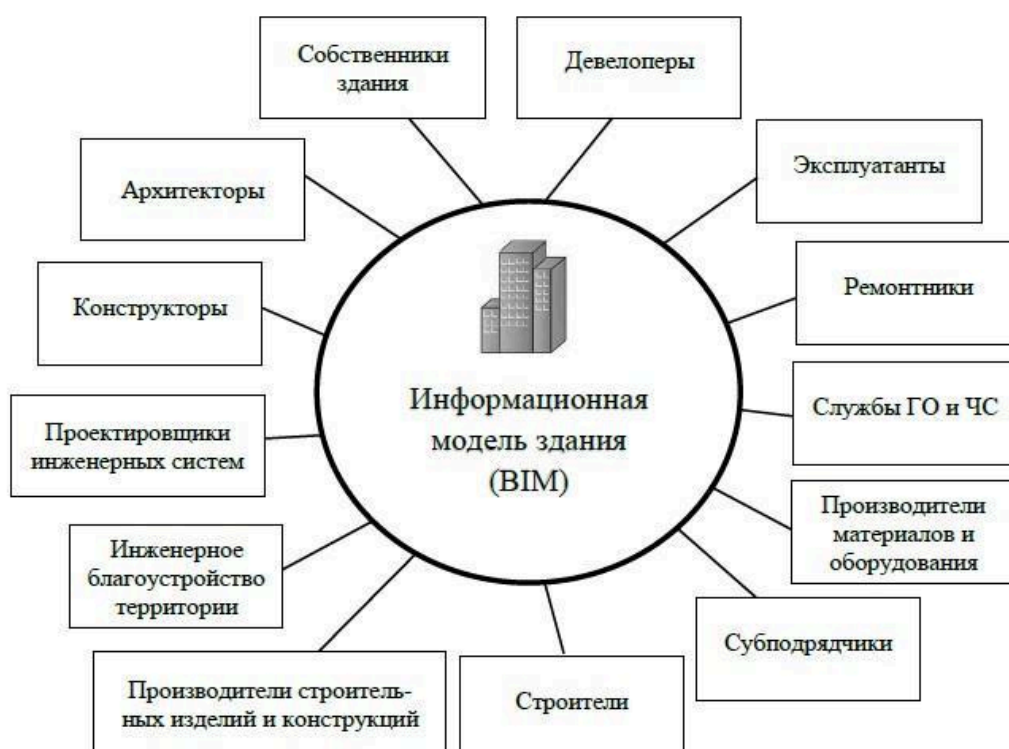 Собственники
здания
Девелоперы
Архитекторы
Эксплуатанты
Конструкторы
Ремонтники
Информационная
модель здания
(BIM)
Службы ГО и ЧС
Проектировщики
инженерных систем
Производители
материалов и
оборудования
Инженерное
благоустройство
территории
Субподрядчики
Производители строитель-
ных изделий и конструкций
Строители